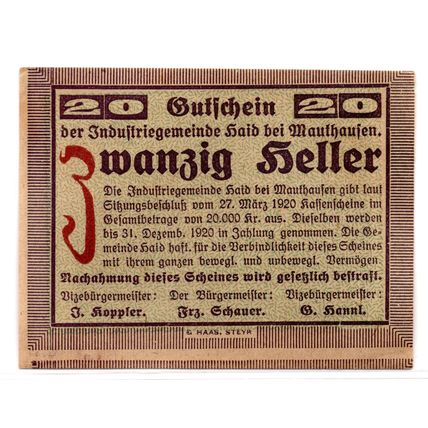 20 Gutschein 20
der Industriegemeinde Haid bei Mauthausen.
Zwanzig Heller
Die Industriegemeinde Haid bei Mauthausen gibt laut
Sitzungsbeschluß vom 27. März 1920 Kassenscheine im
Gesamtbetrage von 20.000 Kr. aus. Dieselben werden
bis 31. Dezemb. 1920 in Zahlung genommen. Die Ge-
meinde Haid haft. für die Verbindlichkeit dieses Scheines
mit ihrem ganzen bewegl. und unbewegl. Vermögen.
Nachahmung dieses Scheines wird gesetzlich bestraft.
Vizebürgermeister: Der Bürgermeister: Vizebürgermeister:
J. Koppler. Frz. Schauer. G. Hannl.
E. HAAS, STEYR